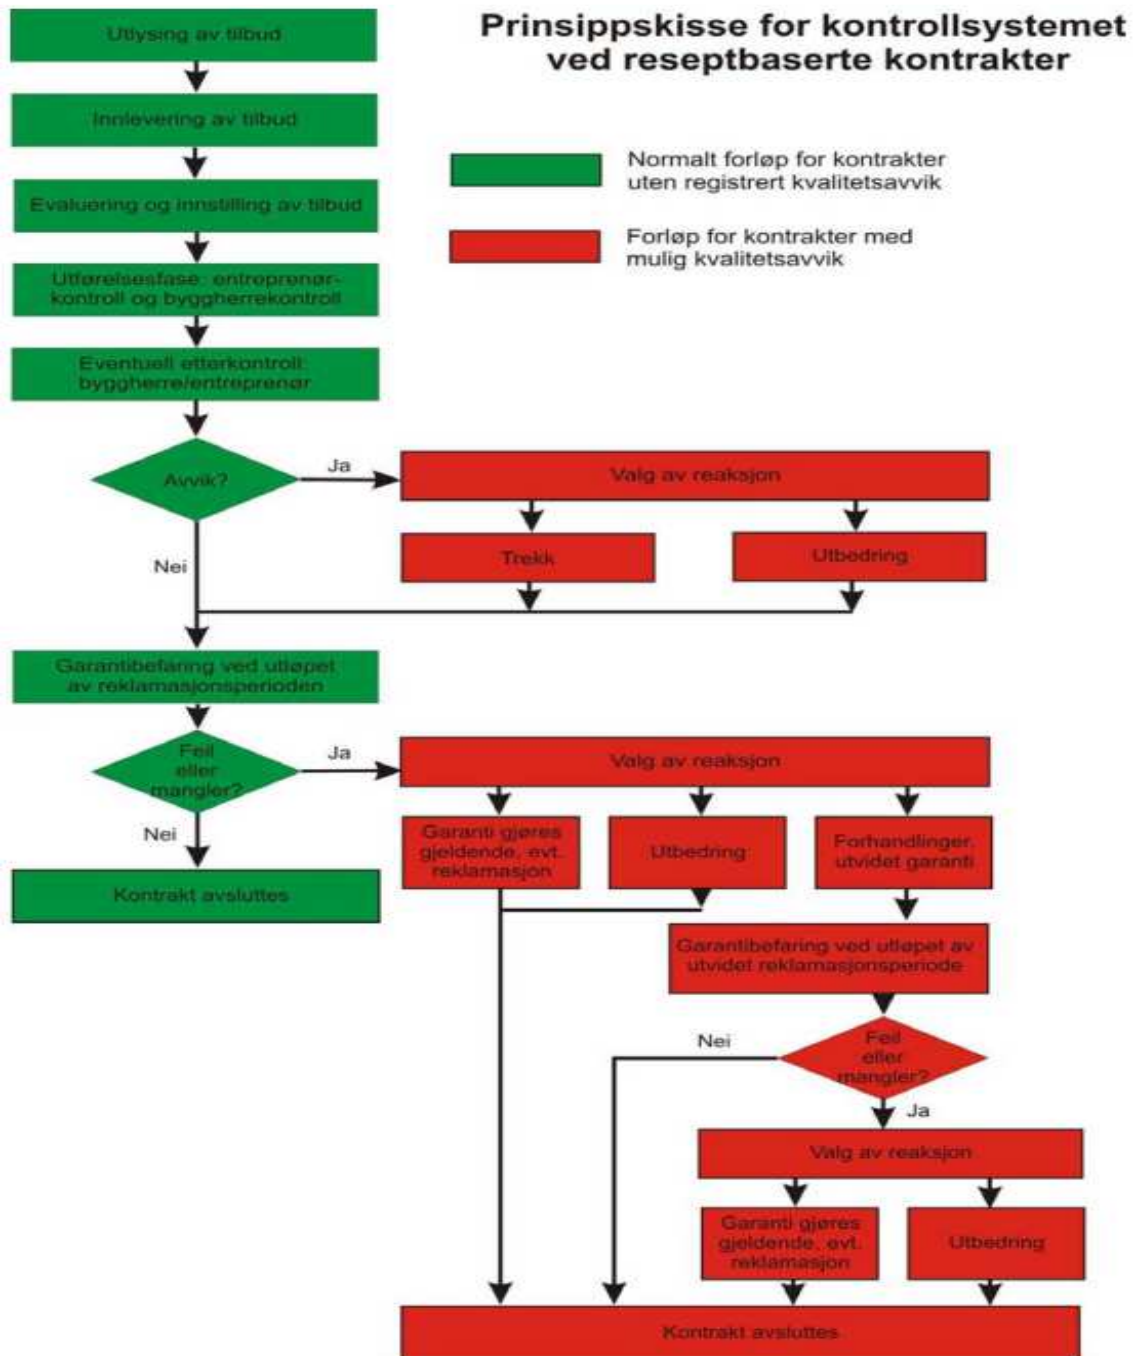 Prinsippskisse for kontrollsystemet
ved reseptbaserte kontrakter
Normalt forløp for kontrakter
uten registrert kvalitetsavvik
Forløp for kontrakter med
mulig kvalitetsavvik
Utlysing av tilbud
Innlevering av tilbud
Evaluering og innstilling av tilbud
Utførelsesfase: entreprenør-
kontroll og byggherrekontroll
Eventuell etterkontroll:
byggherre/entreprenør
Avvik?
Ja
Valg av reaksjon
Trekk
Utbedring
Nei
Garantibefaring ved utløpet
av reklamasjonsperioden
Feil
eller
mangler?
Ja
Valg av reaksjon
Nei
Garanti gjøres
gjeldende, evt.
reklamasjon
Utbedring
Forhandlinger,
utvidet garanti
Kontrakt avsluttes
Garantibefaring ved utløpet av
utvidet reklamasjonsperiode
Nei
Feil
eller
mangler?
Ja
Valg av reaksjon
Garanti gjøres
gjeldende, evt.
reklamasjon
Utbedring
Kontrakt avsluttes